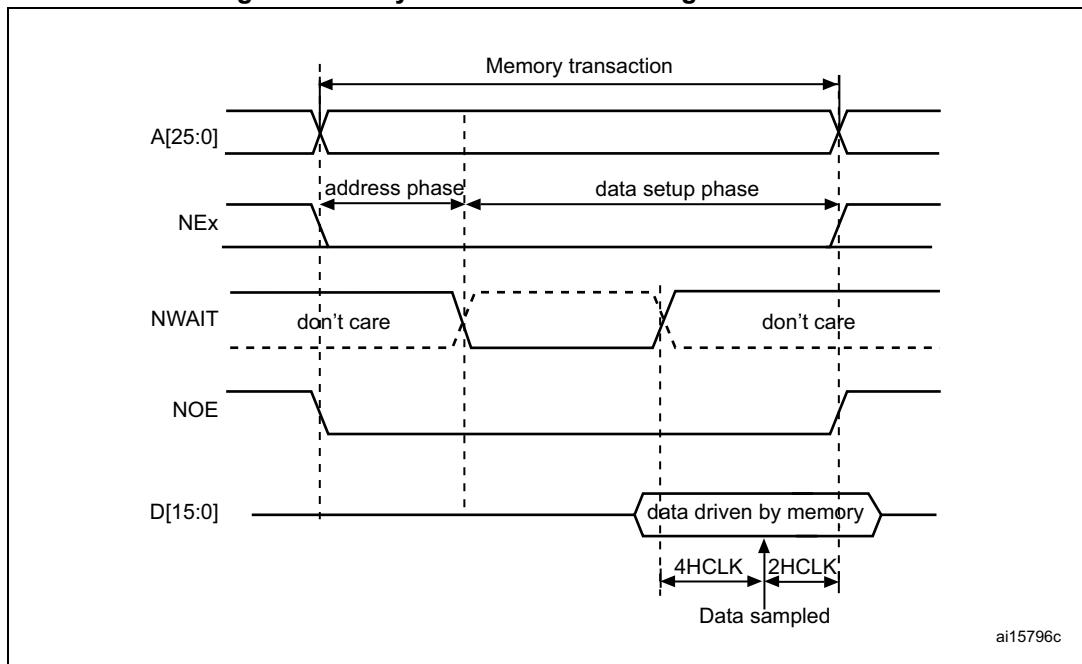 Memory transaction
A[25:0]
address phase
data setup phase
NEx
NWAIT
don't care
don't care
NOE
D[15:0]
data driven by memory
4HCLK
2HCLK
Data sampled
ai15796c